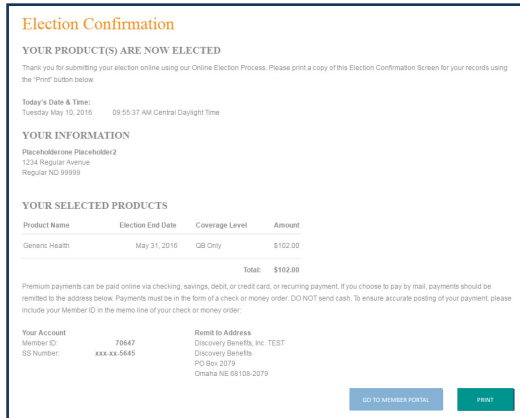 Election Confirmation
YOUR PRODUCT(S) ARE NOW ELECTED
Thank you for submitting your election online using our Online Election Process. Please print a copy of this Election Confirmation Screen for your records using
the "Print" button below.
Today's Date & Time:
Tuesday May 10, 2016 09:55:37 AM Central Daylight Time
YOUR INFORMATION
Placeholderone Placeholder2
1234 Regular Avenue
Regular ND 99999
YOUR SELECTED PRODUCTS
Product Name Election End Date Coverage Level Amount
Generic Health May 31, 2016 QB Only $102.00
Total: $102.00
Premium payments can be paid online via checking, savings, debit, or credit card, or recurring payment. If you choose to pay by mail, payments should be
remitted to the address below. Payments must be in the form of a check or money order. DO NOT send cash. To ensure accurate posting of your payment. please
include your Member ID in the memo line of your check or money order:
Your Account Remit to Address
Member ID: 70647 Discovery Benefits, Inc. TEST
SS Number: xxx-xx-5645 Discovery Benefits
PO Box 2079
Omaha NE 68108-2079
GO TO MEMBER PORTAL PRINT